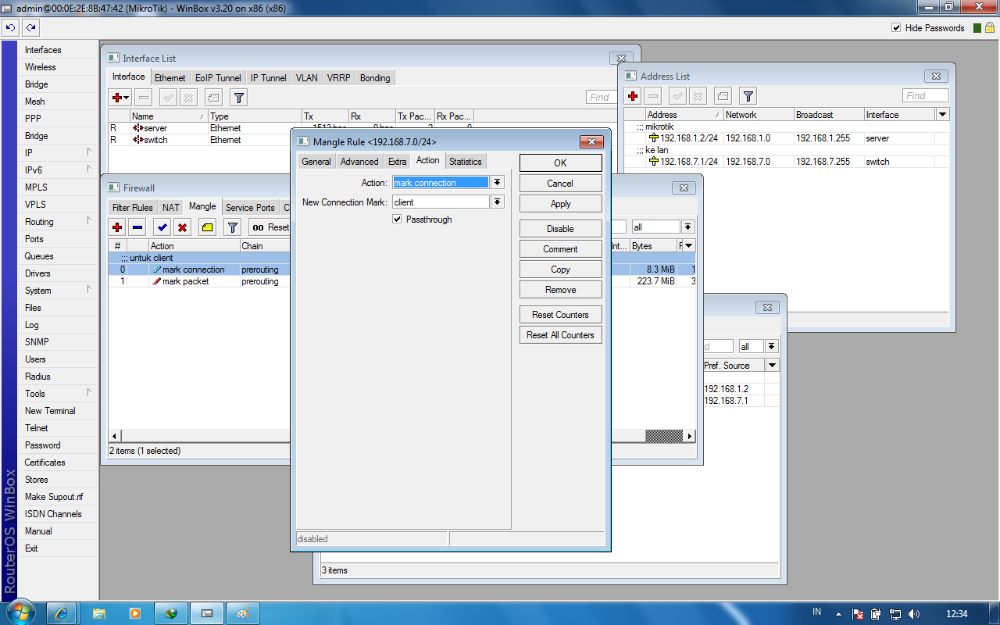 admin@00:0E:2E:8B:47:42 (MikroTik) - WinBox v3.20 on x86 (x86)
Hide Passwords
Interfaces
Wireless
Bridge
Mesh
PPP
Bridge
IP
IPv6
MPLS
VPLS
Routing
Ports
Queues
Drivers
System
Files
Log
SNMP
Users
Radius
Tools
New Terminal
Telnet
Password
Certificates
Stores
Make Supout.rif
ISDN Channels
Manual
Exit
RouterOS WinBox
Interface List
Interface Ethernet EoIP Tunnel IP Tunnel VLAN VRRP Bonding
Find
Name Type Tx Rx Tx Pac... Rx Pac...
R server Ethernet
R switch Ethernet
Address List
Find
Address Network Broadcast Interface
;;; mikrotik
192.168.1.2/24 192.168.1.0 192.168.1.255 server
;;; ke lan
192.168.7.1/24 192.168.7.0 192.168.7.255 switch
Firewall
Filter Rules NAT Mangle Service Ports C
00 Reset
all
# Action Chain Int... Bytes
;;; untuk client
0 mark connection prerouting 8.3 MiB 1
1 mark packet prerouting 223.7 MiB 3
2 items (1 selected)
Mangle Rule <192.168.7.0/24>
General Advanced Extra Action Statistics
Action: mark connection
New Connection Mark: client
Passthrough
OK
Cancel
Apply
Disable
Comment
Copy
Remove
Reset Counters
Reset All Counters
disabled
all
Pref. Source
192.168.1.2
192.168.7.1
3 items
IN
12:34